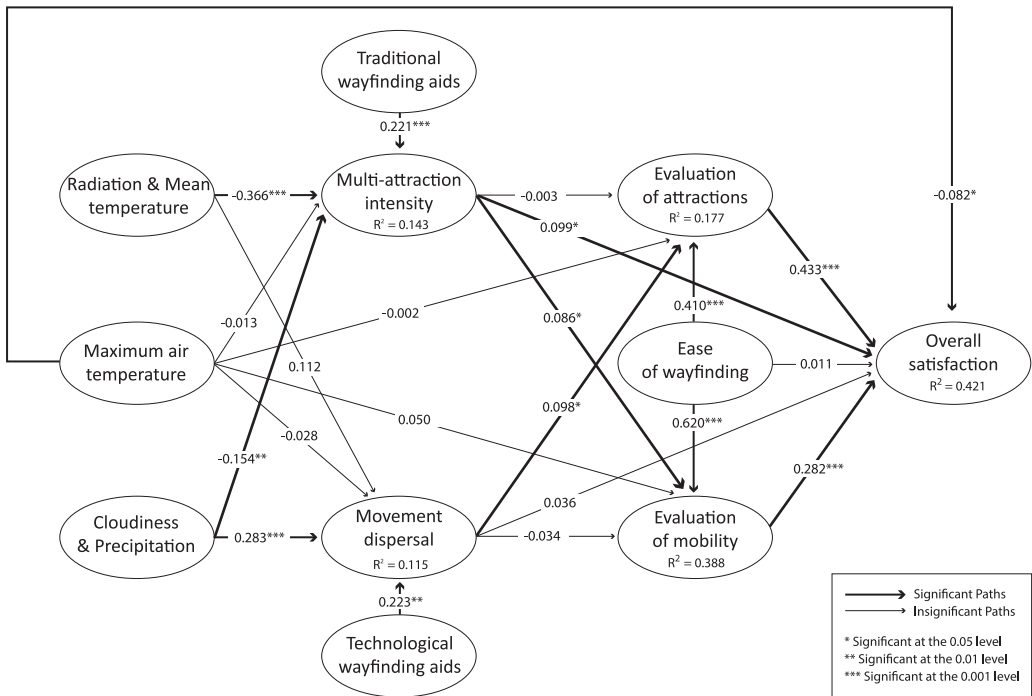 Traditional
wayfinding aids
0.221***
Radiation & Mean
temperature
-0.366***
Multi-attraction
intensity
R² = 0.143
-0.003
Evaluation
of attractions
R² = 0.177
-0.082*
0.099*
0.433***
-0.013
-0.002
0.086*
0.410***
Maximum air
temperature
0.112
Ease
of wayfinding
0.011
Overall
satisfaction
R² = 0.421
-0.028
0.050
0.098*
0.620***
-0.154**
0.282***
0.036
Cloudiness
& Precipitation
0.283***
Movement
dispersal
R² = 0.115
-0.034
Evaluation
of mobility
R² = 0.388
0.223**
Technological
wayfinding aids
Significant Paths
Insignificant Paths
* Significant at the 0.05 level
** Significant at the 0.01 level
*** Significant at the 0.001 level